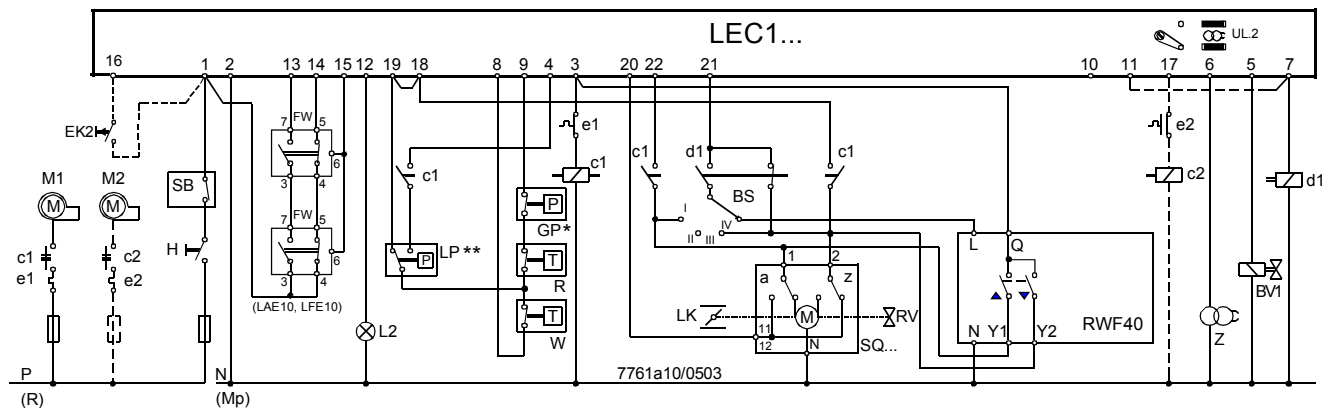 LEC1...
UL.2
16 1 2 13 14 15 12 19 18 8 9 4 3 20 22 21 10 11 17 6 5 7
EK2
7 FW 5
6
3 4
e1
e2
c1
c1
d1
c1
c1
c2
d1
M1 M2
M M
SB
BS
I
II III IV
P
GP*
H
c1 c2
e1 e2
7 FW 5
6
3 4
LP**
P
T
R
(LAE10, LFE10)
L2
T
W
1 2
a z
LK
M
RV
11
12
N
SQ...
L Q
N Y1 Y2
RWF40
Z
BV1
P
(R)
N
(Mp)
7761a10/0503